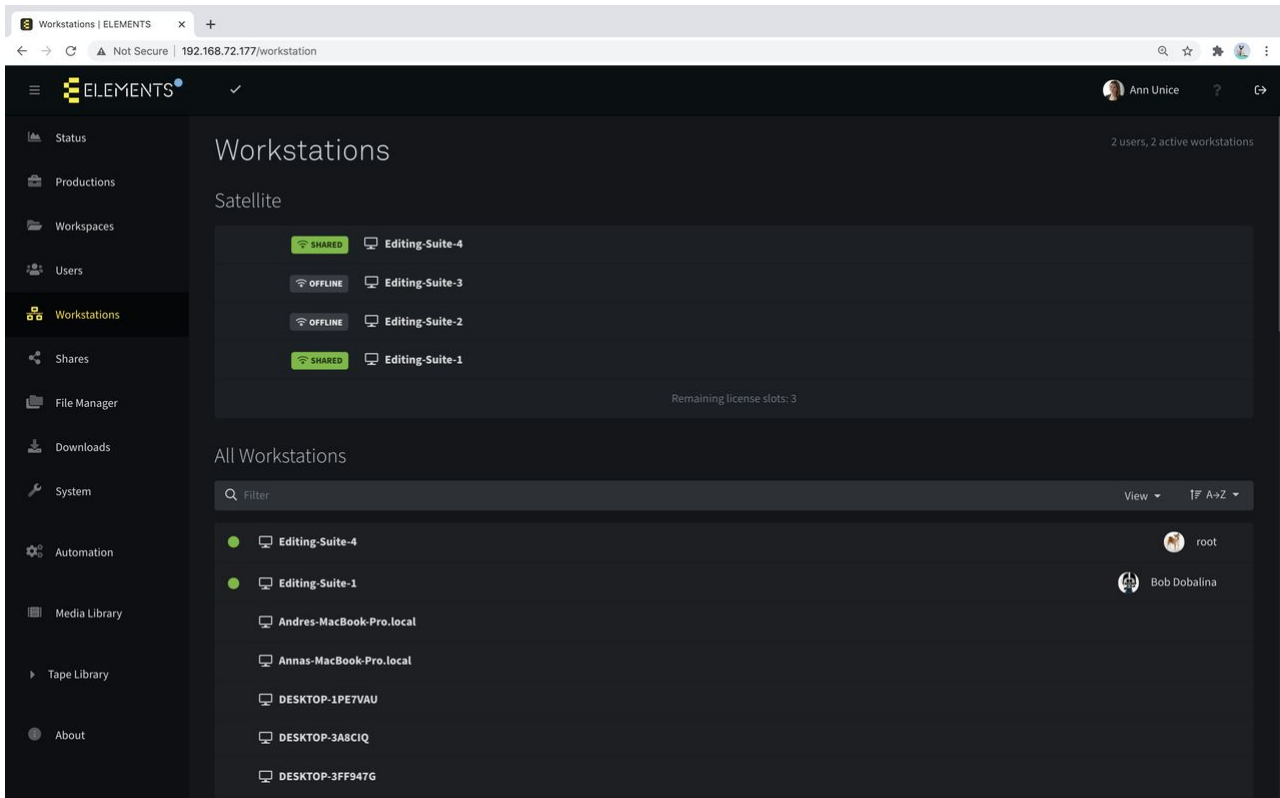 Workstations | ELEMENTS
Not Secure | 192.168.72.177/workstation
ELEMENTS
Ann Unice ?
Status
Productions
Workspaces
Users
Workstations
Shares
File Manager
Downloads
System
Automation
Media Library
Tape Library
About
Workstations
2 users, 2 active workstations
Satellite
SHARED Editing-Suite-4
OFFLINE Editing-Suite-3
OFFLINE Editing-Suite-2
SHARED Editing-Suite-1
Remaining license slots: 3
All Workstations
Filter View A→Z
Editing-Suite-4 root
Editing-Suite-1 Bob Dobalina
Andres-MacBook-Pro.local
Annas-MacBook-Pro.local
DESKTOP-1PE7VAU
DESKTOP-3A8CIQ
DESKTOP-3FF947G